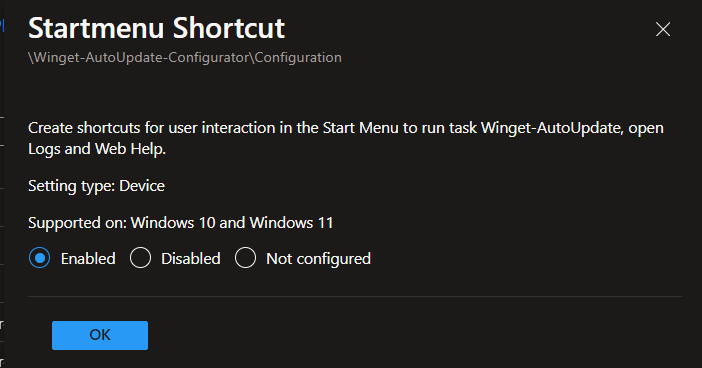 Startmenu Shortcut
\Winget-AutoUpdate-Configurator\Configuration
Create shortcuts for user interaction in the Start Menu to run task Winget-AutoUpdate, open
Logs and Web Help.
Setting type: Device
Supported on: Windows 10 and Windows 11
Enabled Disabled Not configured
OK